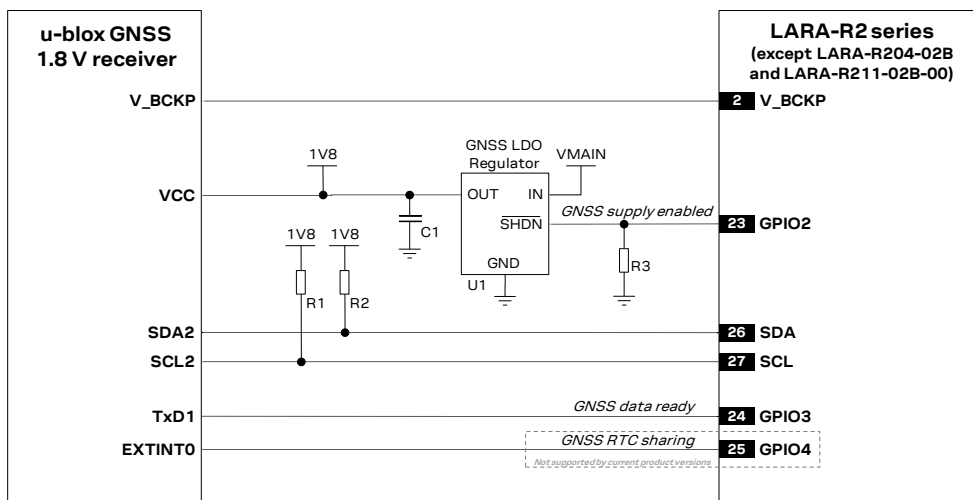 u-blox GNSS
1.8 V receiver
LARA-R2 series
(except LARA-R204-02B
and LARA-R211-02B-00)
V_BCKP
2 V_BCKP
GNSS LDO
Regulator
VMAIN
1V8
VCC
OUT IN
GNSS supply enabled
C1
SHDN
23 GPIO2
1V8 1V8
GND
R3
U1
R1 R2
SDA2
26 SDA
SCL2
27 SCL
TxD1
GNSS data ready
24 GPIO3
EXTINT0
GNSS RTC sharing
25 GPIO4
Not supported by current product versions